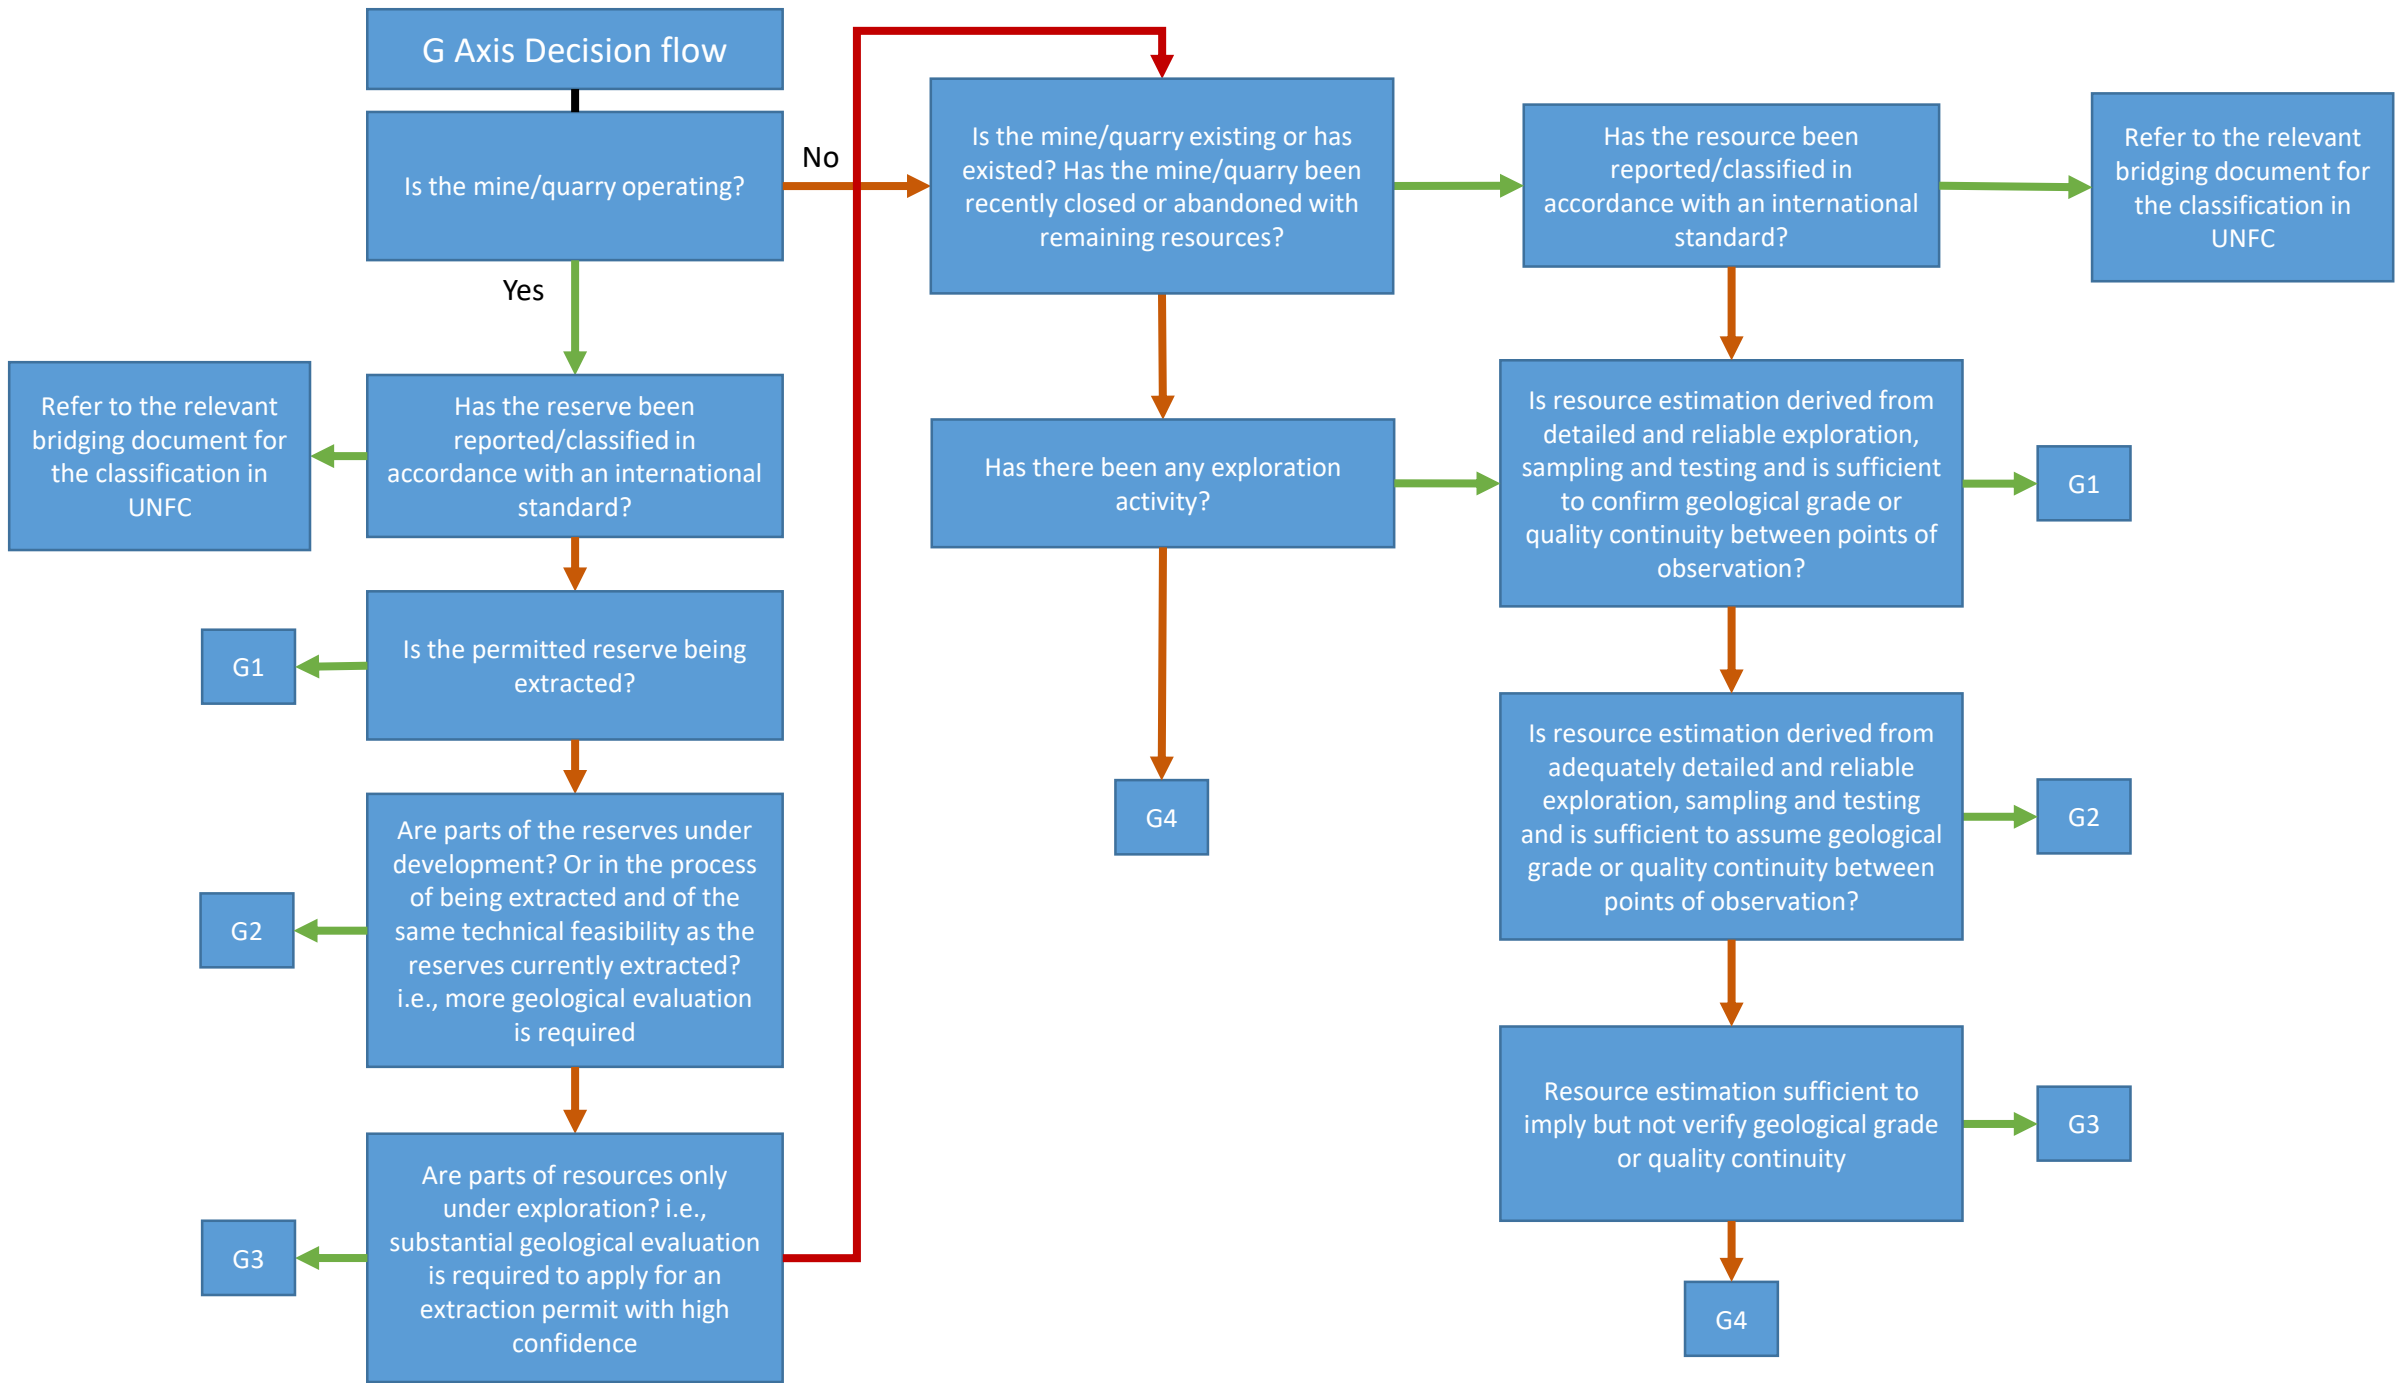 G Axis Decision flow
Is the mine/quarry operating?
No
Yes
Has the reserve been
reported/classified in
accordance with an international
standard?
Refer to the relevant
bridging document for
the classification in
UNFC
Is the permitted reserve being
extracted?
G1
Are parts of the reserves under
development? Or in the process
of being extracted and of the
same technical feasibility as the
reserves currently extracted?
i.e., more geological evaluation
is required
G2
Are parts of resources only
under exploration? i.e.,
substantial geological evaluation
is required to apply for an
extraction permit with high
confidence
G3
Is the mine/quarry existing or has
existed? Has the mine/quarry been
recently closed or abandoned with
remaining resources?
Has there been any exploration
activity?
G4
Has the resource been
reported/classified in
accordance with an international
standard?
Refer to the relevant
bridging document for
the classification in
UNFC
Is resource estimation derived from
detailed and reliable exploration,
sampling and testing and is sufficient
to confirm geological grade or
quality continuity between points of
observation?
G1
Is resource estimation derived from
adequately detailed and reliable
exploration, sampling and testing
and is sufficient to assume geological
grade or quality continuity between
points of observation?
G2
Resource estimation sufficient to
imply but not verify geological grade
or quality continuity
G3
G4